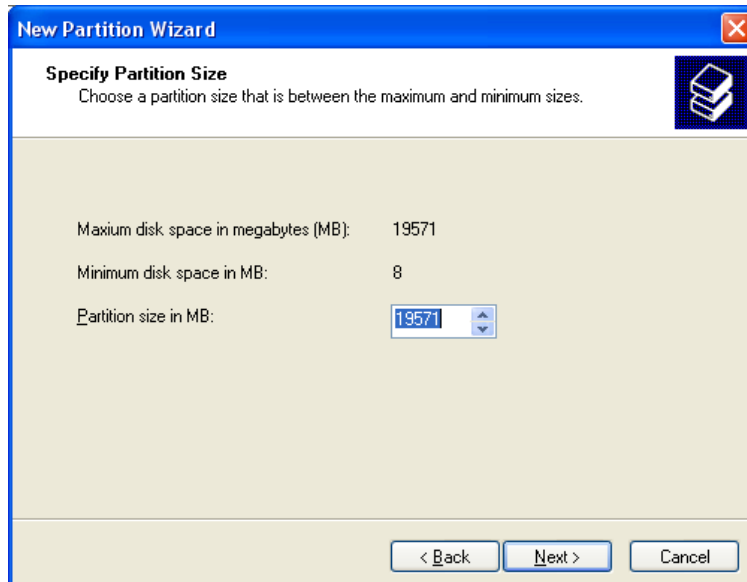 New Partition Wizard
Specify Partition Size
Choose a partition size that is between the maximum and minimum sizes.
Maxium disk space in megabytes (MB): 19571
Minimum disk space in MB: 8
Partition size in MB: 19571
< Back Next > Cancel